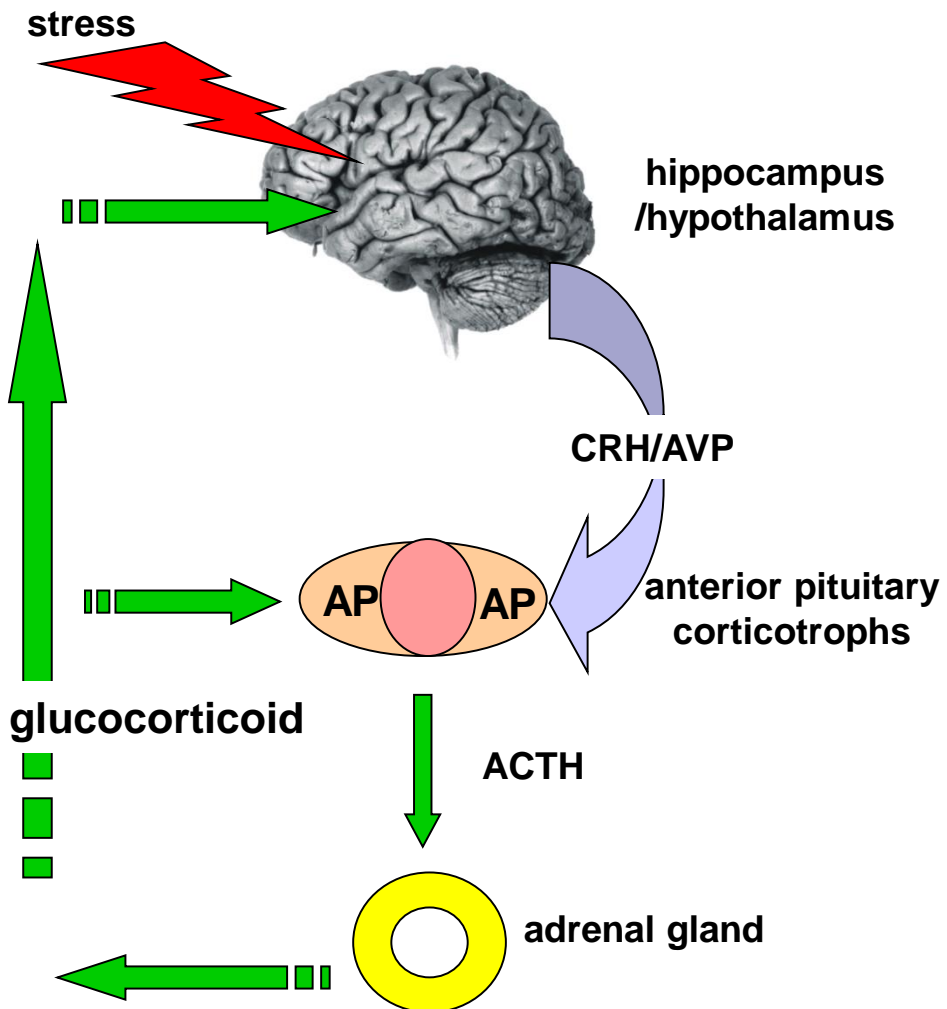 stress
hippocampus
/hypothalamus
CRH/AVP
AP AP
anterior pituitary
corticotrophs
glucocorticoid
ACTH
adrenal gland